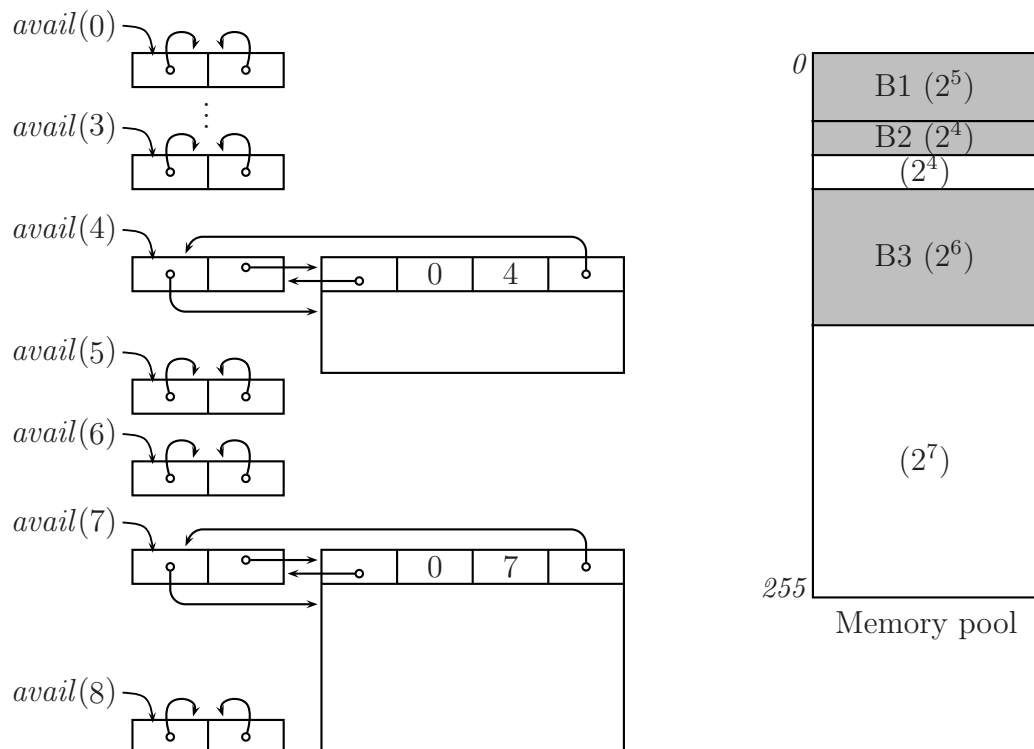 avail(0)
⋮
avail(3)
avail(4)
0 4
avail(5)
avail(6)
avail(7)
0 7
avail(8)
0
B1 (2^5)
B2 (2^4)
(2^4)
B3 (2^6)
(2^7)
255
Memory pool